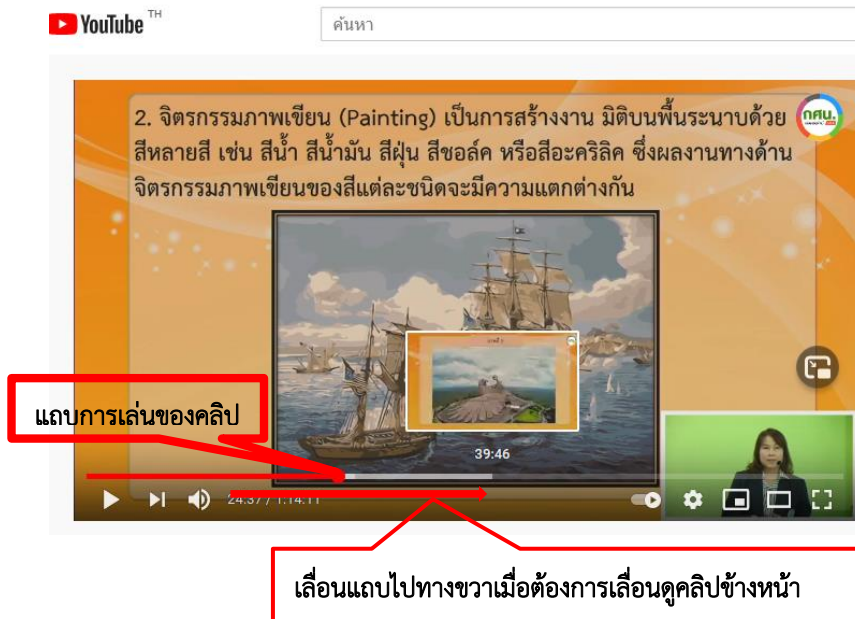 YouTube TH
ค้นหา
2. จิตรกรรมภาพเขียน (Painting) เป็นการสร้างงาน มิติบนพื้นระนาบด้วย
กศน.
สีหลายสี เช่น สีน้ำ สีน้ำมัน สีฝุ่น สีชอล์ค หรือสีอะคริลิค ซึ่งผลงานทางด้าน
จิตรกรรมภาพเขียนของสีแต่ละชนิดจะมีความแตกต่างกัน
แถบการเล่นของคลิป
39:46
24:37 / 1:14:11
เลื่อนแถบไปทางขวาเมื่อต้องการเลื่อนดูคลิปข้างหน้า